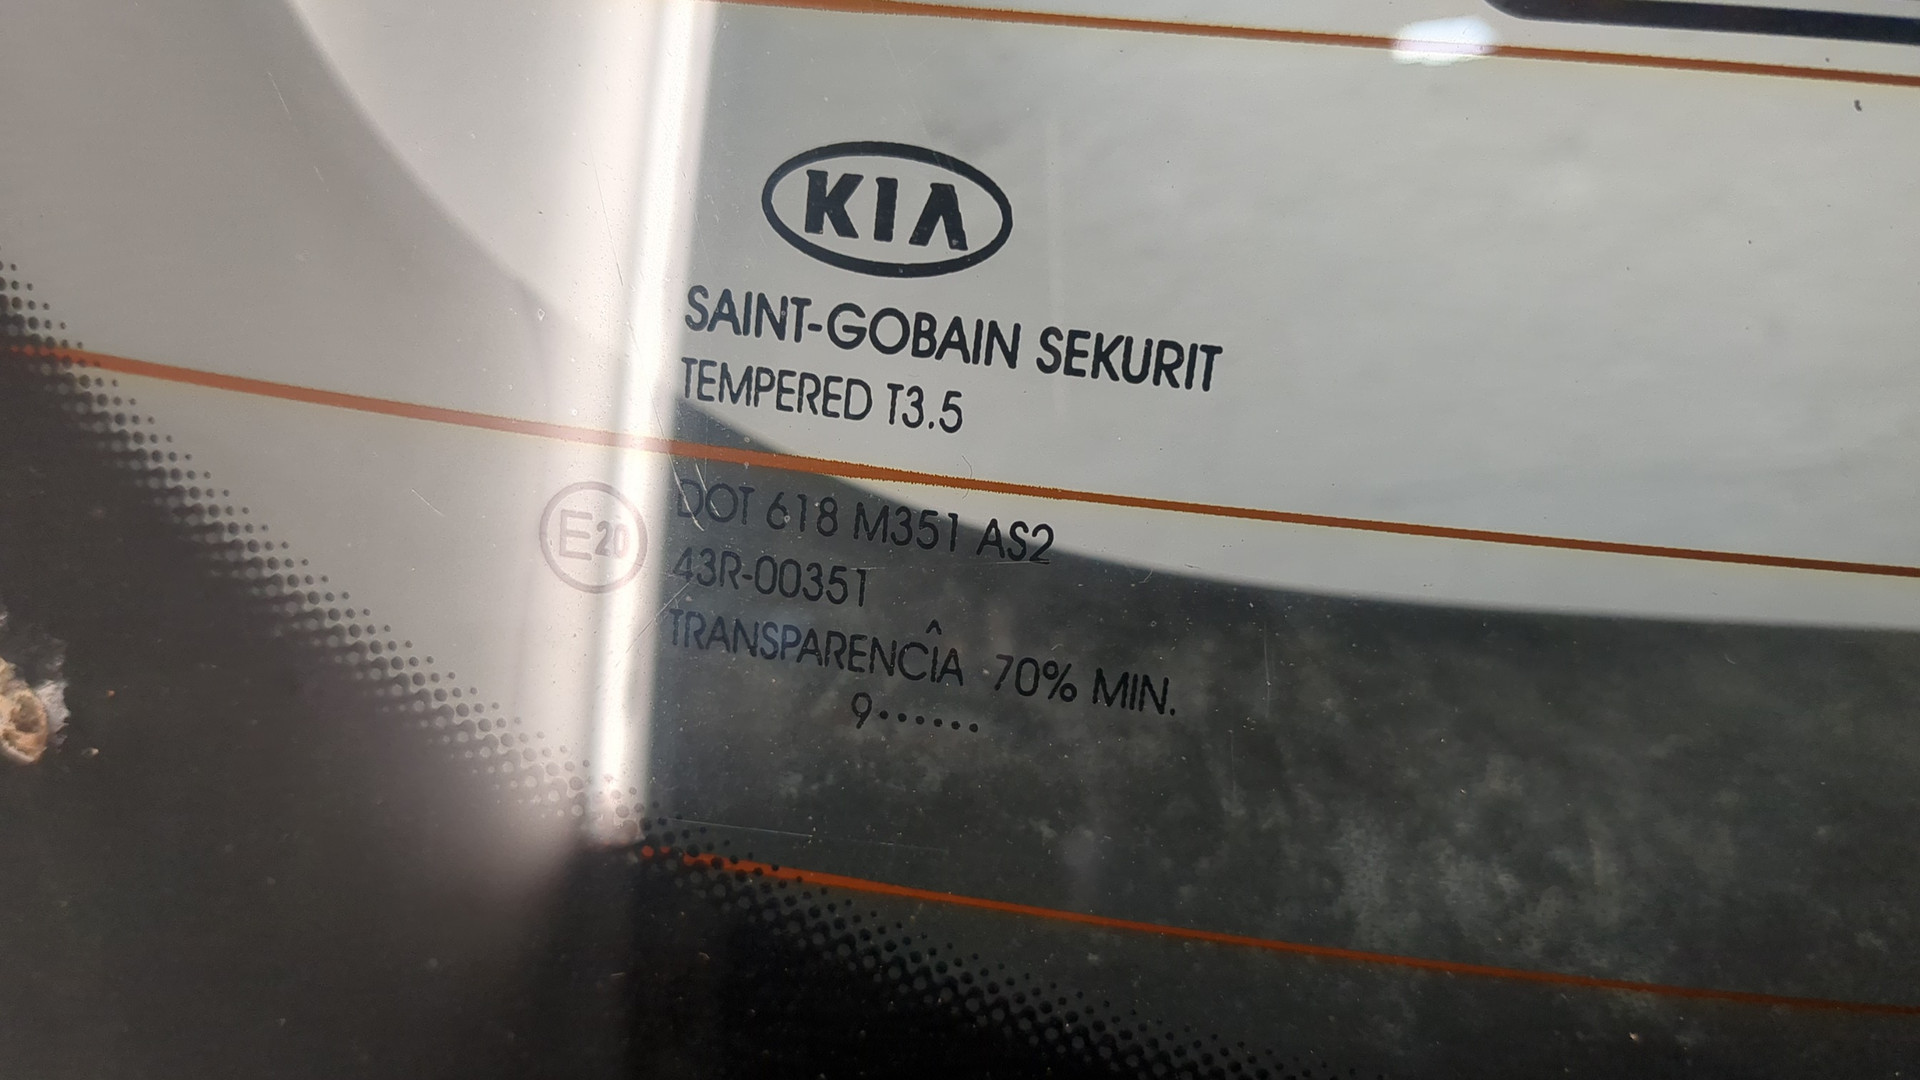 KIA
SAINT-GOBAIN SEKURIT
TEMPERED T3.5
DOT 618 M351 AS2
E20
43R-00351
TRANSPARENCÎA 70% MIN.
9••••••